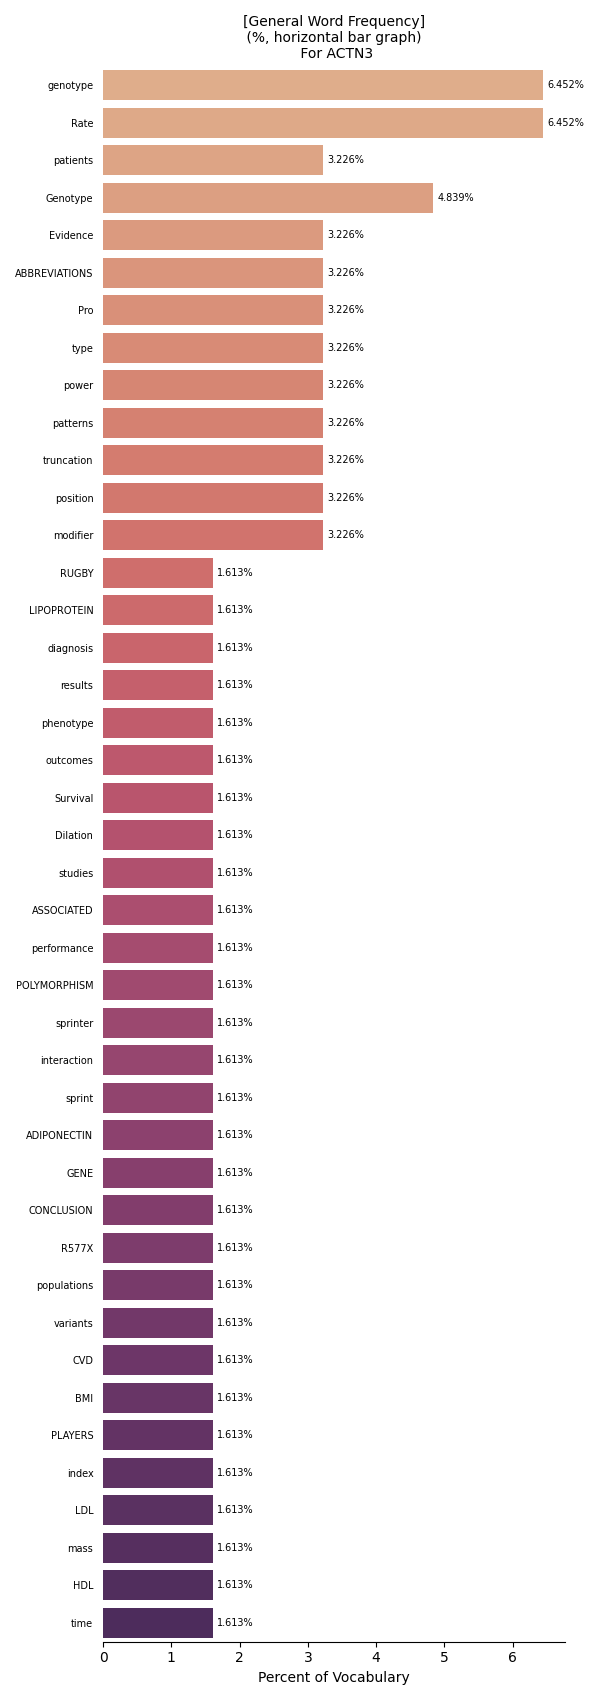 [General Word Frequency]
(%, horizontal bar graph)
For ACTN3
genotype 6.452%
Rate 6.452%
patients 3.226%
Genotype 4.839%
Evidence 3.226%
ABBREVIATIONS 3.226%
Pro 3.226%
type 3.226%
power 3.226%
patterns 3.226%
truncation 3.226%
position 3.226%
modifier 3.226%
RUGBY 1.613%
LIPOPROTEIN 1.613%
diagnosis 1.613%
results 1.613%
phenotype 1.613%
outcomes 1.613%
Survival 1.613%
Dilation 1.613%
studies 1.613%
ASSOCIATED 1.613%
performance 1.613%
POLYMORPHISM 1.613%
sprinter 1.613%
interaction 1.613%
sprint 1.613%
ADIPONECTIN 1.613%
GENE 1.613%
CONCLUSION 1.613%
R577X 1.613%
populations 1.613%
variants 1.613%
CVD 1.613%
BMI 1.613%
PLAYERS 1.613%
index 1.613%
LDL 1.613%
mass 1.613%
HDL 1.613%
time 1.613%
0 1 2 3 4 5 6
Percent of Vocabulary